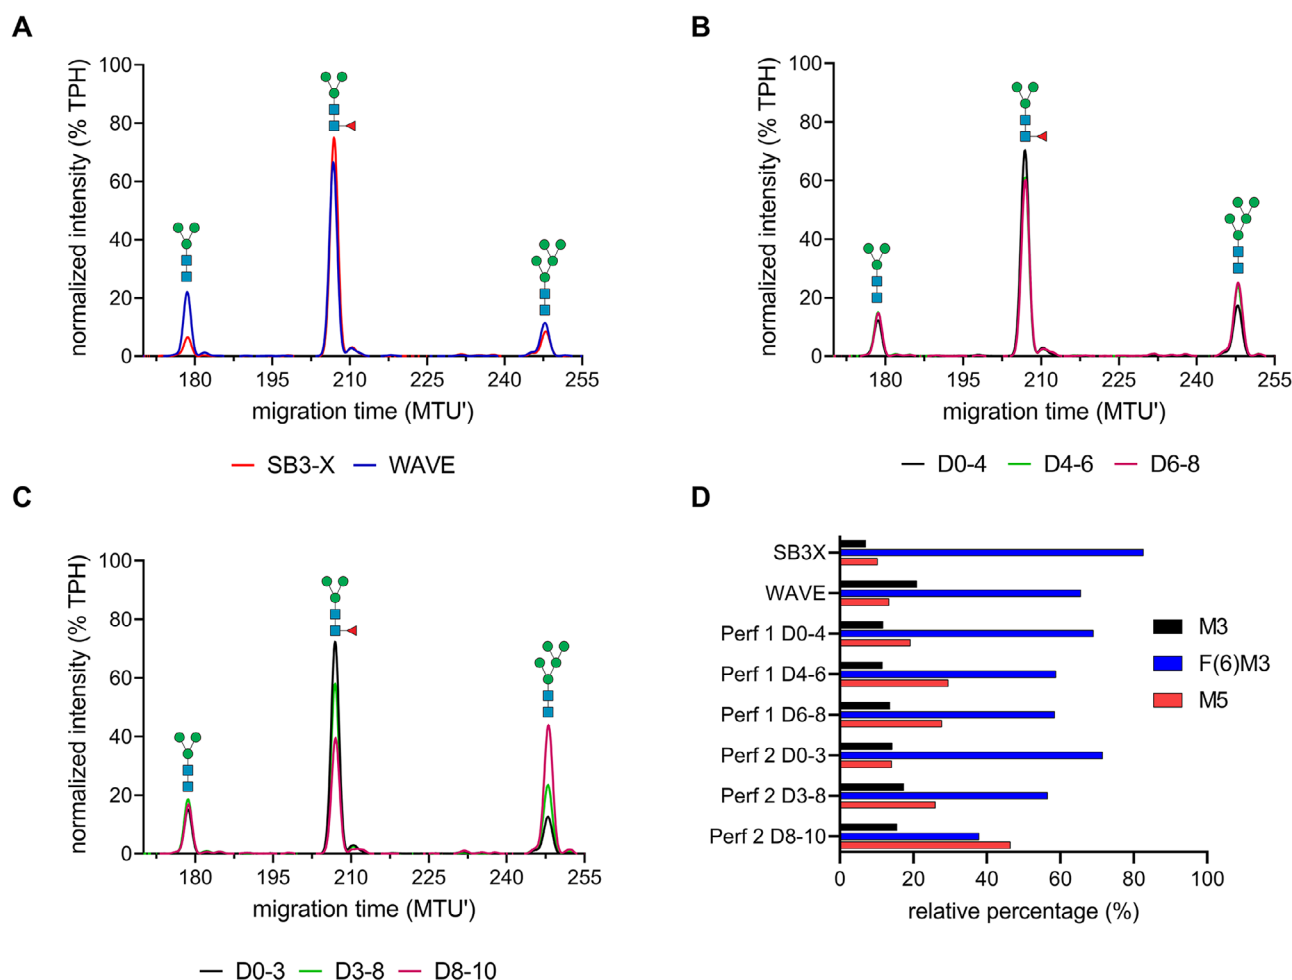 A
normalized intensity (% TPH)
100
80
60
40
20
0
180 195 210 225 240 255
migration time (MTU')
SB3-X WAVE
B
normalized intensity (% TPH)
100
80
60
40
20
0
180 195 210 225 240 255
migration time (MTU')
D0-4 D4-6 D6-8
C
normalized intensity (% TPH)
100
80
60
40
20
0
180 195 210 225 240 255
migration time (MTU')
D0-3 D3-8 D8-10
D
SB3X
WAVE
Perf 1 D0-4
Perf 1 D4-6
Perf 1 D6-8
Perf 2 D0-3
Perf 2 D3-8
Perf 2 D8-10
0 20 40 60 80 100
relative percentage (%)
M3
F(6)M3
M5